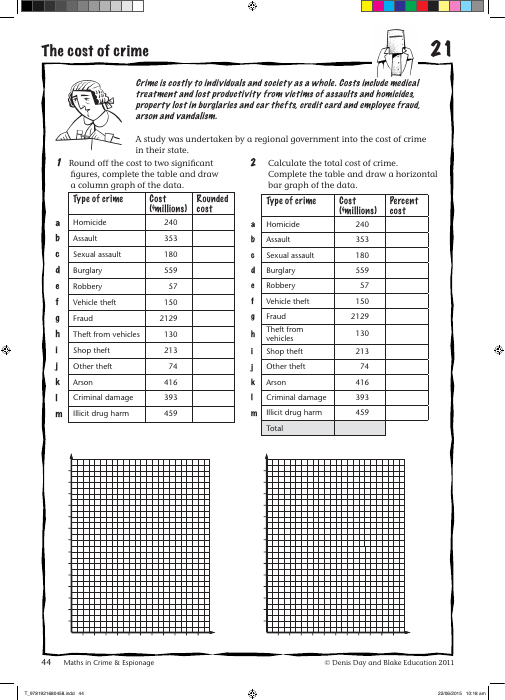 The cost of crime
21
Crime is costly to individuals and society as a whole. Costs include medical
treatment and lost productivity from victims of assaults and homicides,
property lost in burglaries and car thefts, credit card and employee fraud,
arson and vandalism.
A study was undertaken by a regional government into the cost of crime
in their state.
1 Round off the cost to two significant
figures, complete the table and draw
a column graph of the data.
Type of crime Cost Rounded
($millions) cost
a Homicide 240
b Assault 353
c Sexual assault 180
d Burglary 559
e Robbery 57
f Vehicle theft 150
g Fraud 2129
h Theft from vehicles 130
i Shop theft 213
j Other theft 74
k Arson 416
l Criminal damage 393
m Illicit drug harm 459
2 Calculate the total cost of crime.
Complete the table and draw a horizontal
bar graph of the data.
Type of crime Cost Percent
($millions) cost
a Homicide 240
b Assault 353
c Sexual assault 180
d Burglary 559
e Robbery 57
f Vehicle theft 150
g Fraud 2129
h Theft from
vehicles 130
i Shop theft 213
j Other theft 74
k Arson 416
l Criminal damage 393
m Illicit drug harm 459
Total
44 Maths in Crime & Espionage
© Denis Day and Blake Education 2011
T_9781921680458.indd 44
22/06/2015 10:18 am